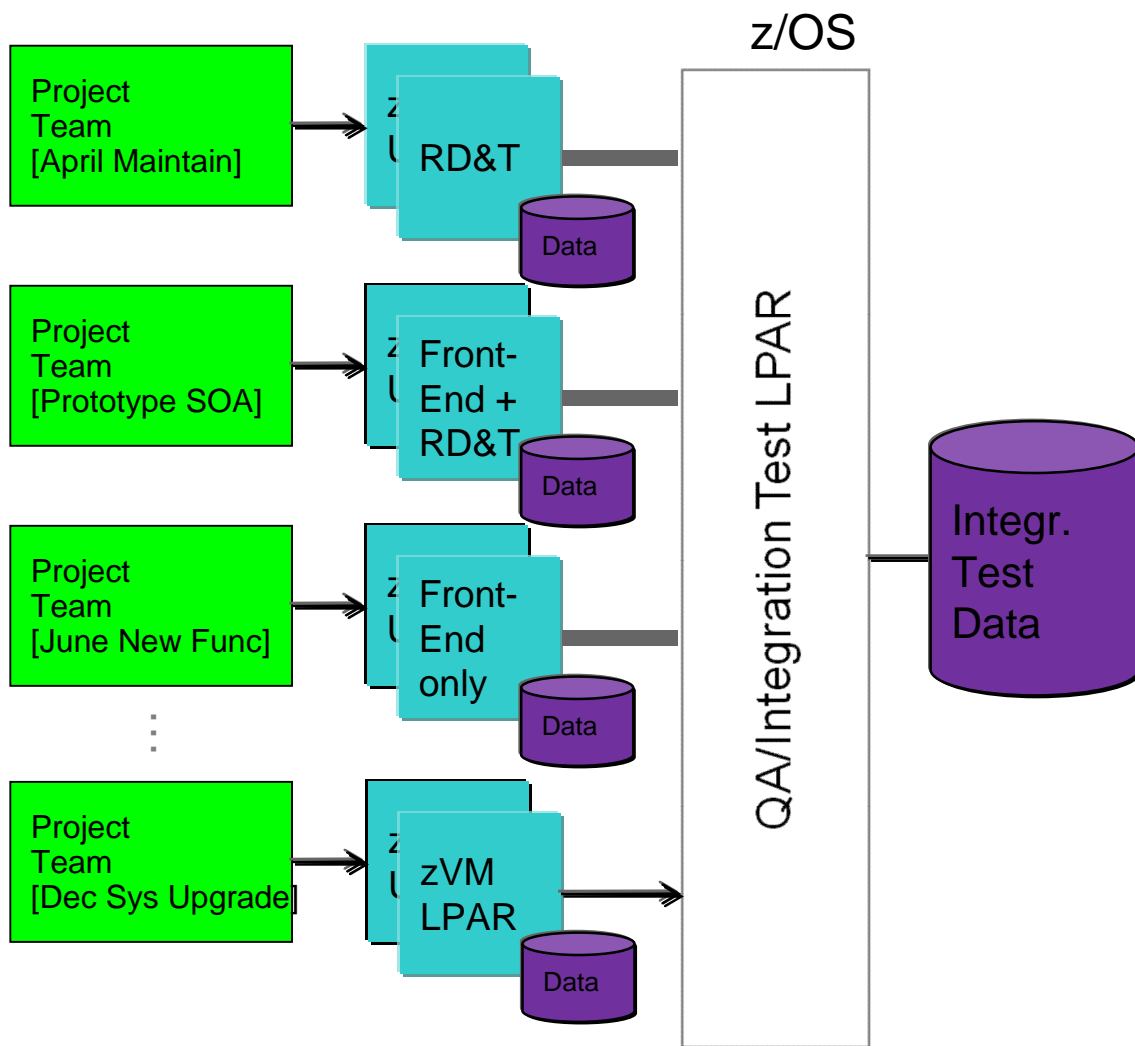 z/OS
Project
Team
[April Maintain]
z
U
RD&T
Data
Project
Team
[Prototype SOA]
z
U
Front-
End +
RD&T
Data
Project
Team
[June New Func]
z
U
Front-
End
only
Data
Project
Team
[Dec Sys Upgrade]
z
U
zVM
LPAR
Data
QA/Integration Test LPAR
Integr.
Test
Data